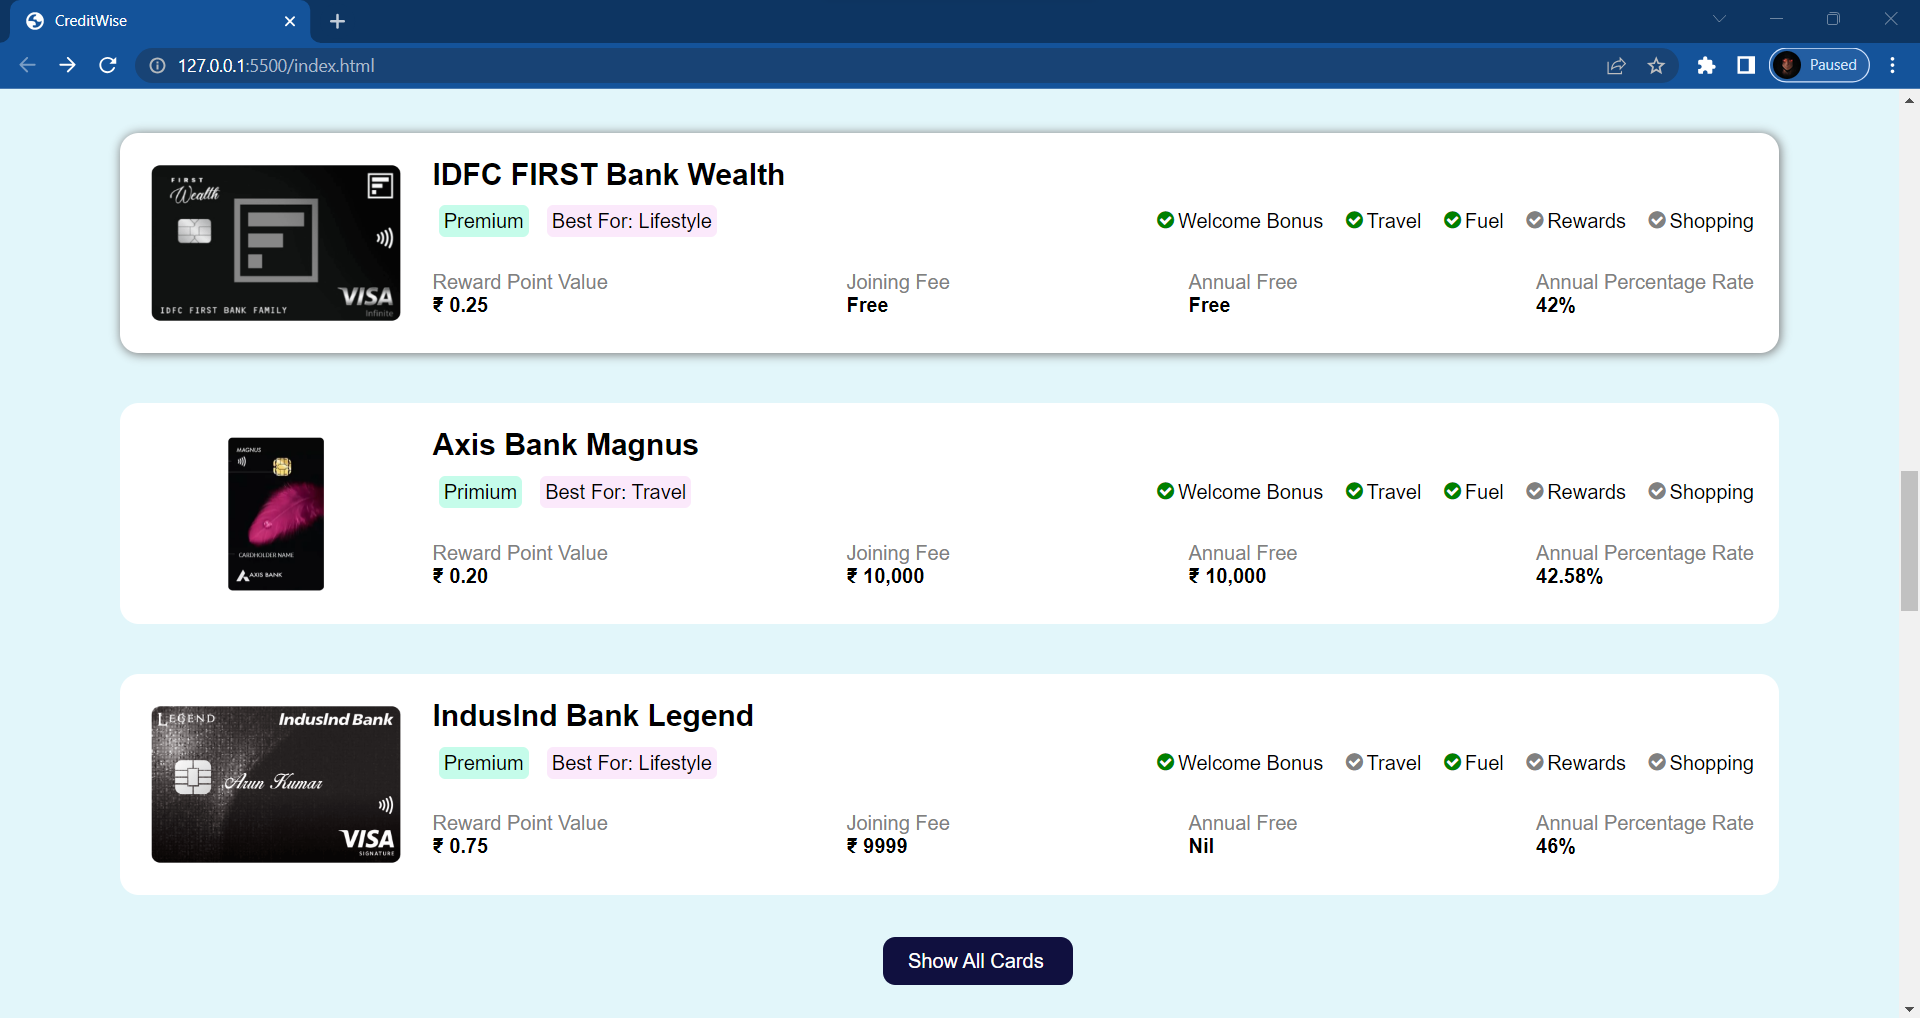 CreditWise
127.0.0.1:5500/index.html
Paused
IDFC FIRST Bank Wealth
FIRST
Wealth
VISA
Infinite
IDFC FIRST BANK FAMILY
Premium Best For: Lifestyle
Welcome Bonus Travel Fuel Rewards Shopping
Reward Point Value Joining Fee Annual Free Annual Percentage Rate
₹ 0.25 Free Free 42%
Axis Bank Magnus
MAGNUS
CARDHOLDER NAME
AXIS BANK
Primium Best For: Travel
Welcome Bonus Travel Fuel Rewards Shopping
Reward Point Value Joining Fee Annual Free Annual Percentage Rate
₹ 0.20 ₹ 10,000 ₹ 10,000 42.58%
IndusInd Bank Legend
LEGEND IndusInd Bank
Arun Kumar
VISA
SIGNATURE
Premium Best For: Lifestyle
Welcome Bonus Travel Fuel Rewards Shopping
Reward Point Value Joining Fee Annual Free Annual Percentage Rate
₹ 0.75 ₹ 9999 Nil 46%
Show All Cards